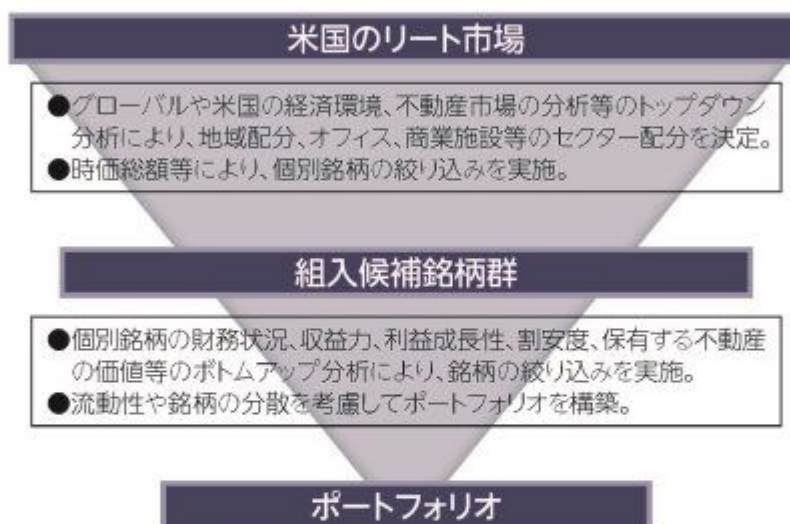 米国のリート市場
●グローバルや米国の経済環境、不動産市場の分析等のトップダウン
分析により、地域配分、オフィス、商業施設等のセクター配分を決定。
●時価総額等により、個別銘柄の絞り込みを実施。
組入候補銘柄群
●個別銘柄の財務状況、収益力、利益成長性、割安度、保有する不動産
の価値等のボトムアップ分析により、銘柄の絞り込みを実施。
●流動性や銘柄の分散を考慮してポートフォリオを構築。
ポートフォリオ